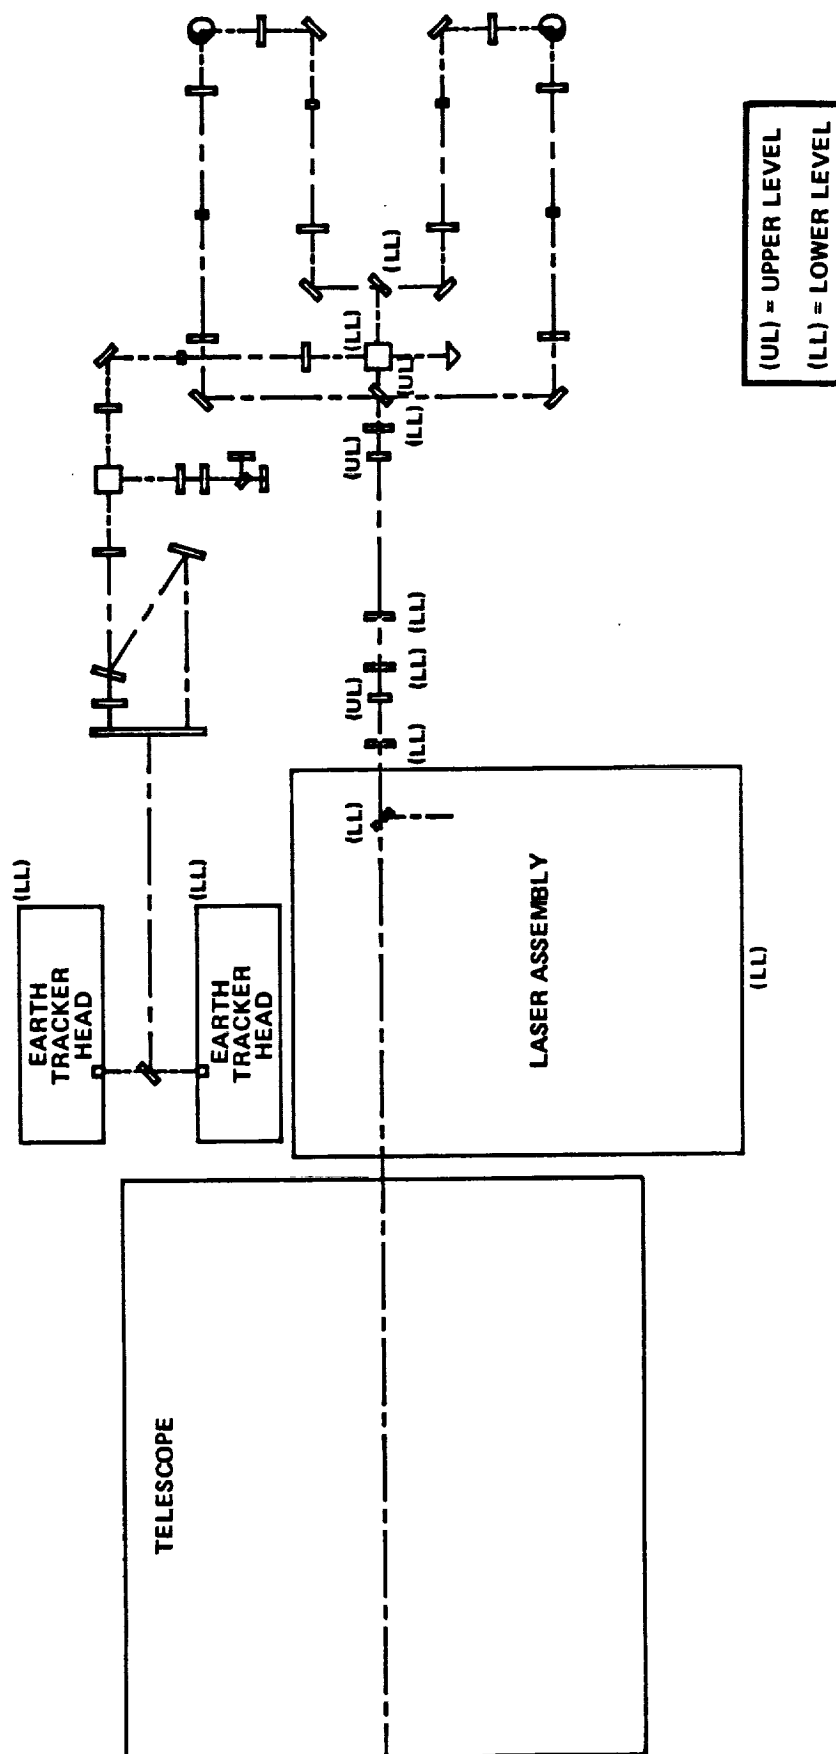 (LL)
EARTH
TRACKER
HEAD
(LL)
EARTH
TRACKER
HEAD
TELESCOPE
LASER ASSEMBLY
(LL)
(LL)
(LL)
(UL)
(LL)
(LL)
(UL)
(LL)
(UL)
(LL)
(LL)
(UL) = UPPER LEVEL
(LL) = LOWER LEVEL